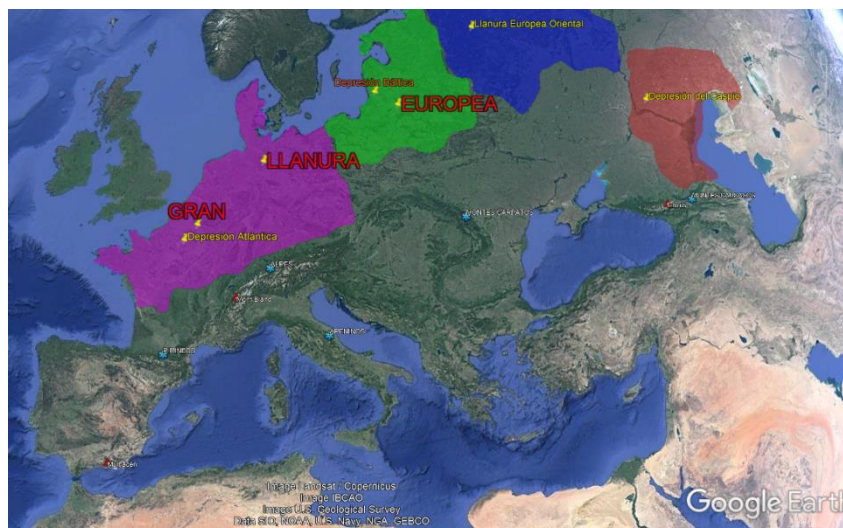 Llanura Europea Oriental
Depresión Báltica
EUROPEA
Depresión del Caspio
LLANURA
GRAN
Depresión Atlántica
MONTES CÁRPATOS
ALPES
APENINOS
PIRINEOS
Mulhacén
Image Landsat / Copernicus
Image IBCAO
Image U.S. Geological Survey
Data SIO, NOAA, U.S. Navy, NGA, GEBCO
Google Earth